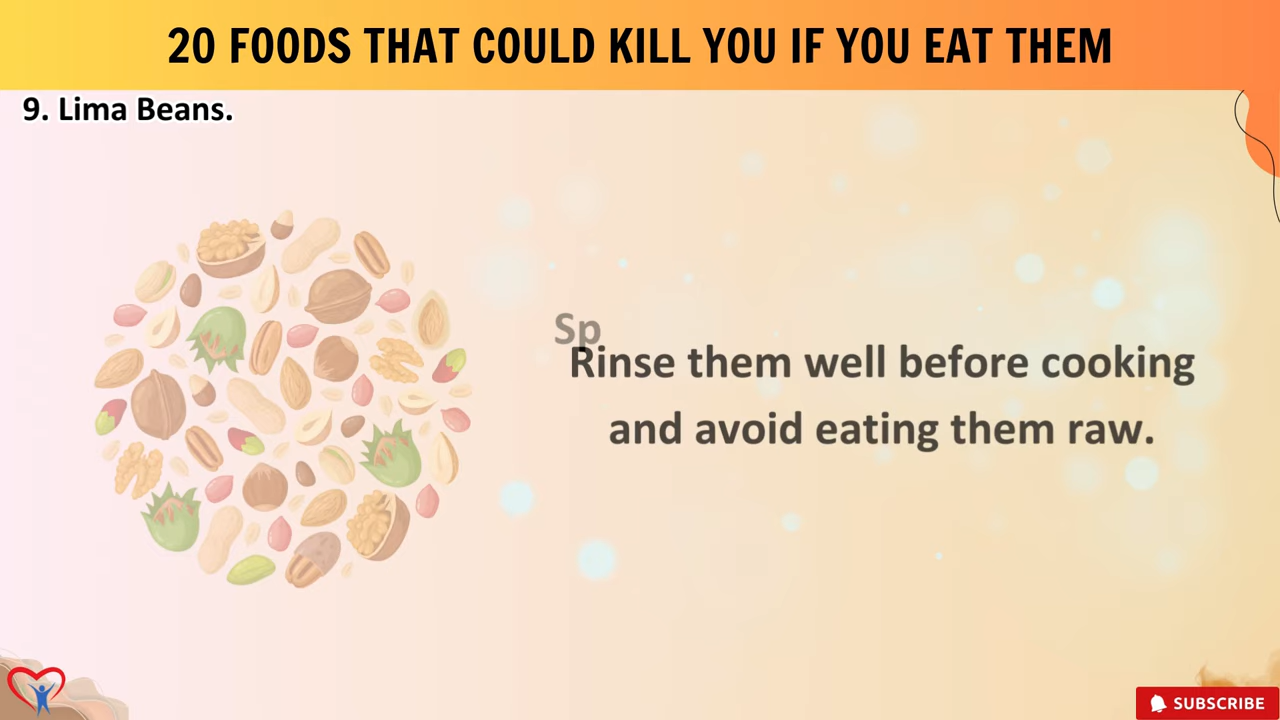 20 FOODS THAT COULD KILL YOU IF YOU EAT THEM
9. Lima Beans.
Sp
Rinse them well before cooking
and avoid eating them raw.
SUBSCRIBE